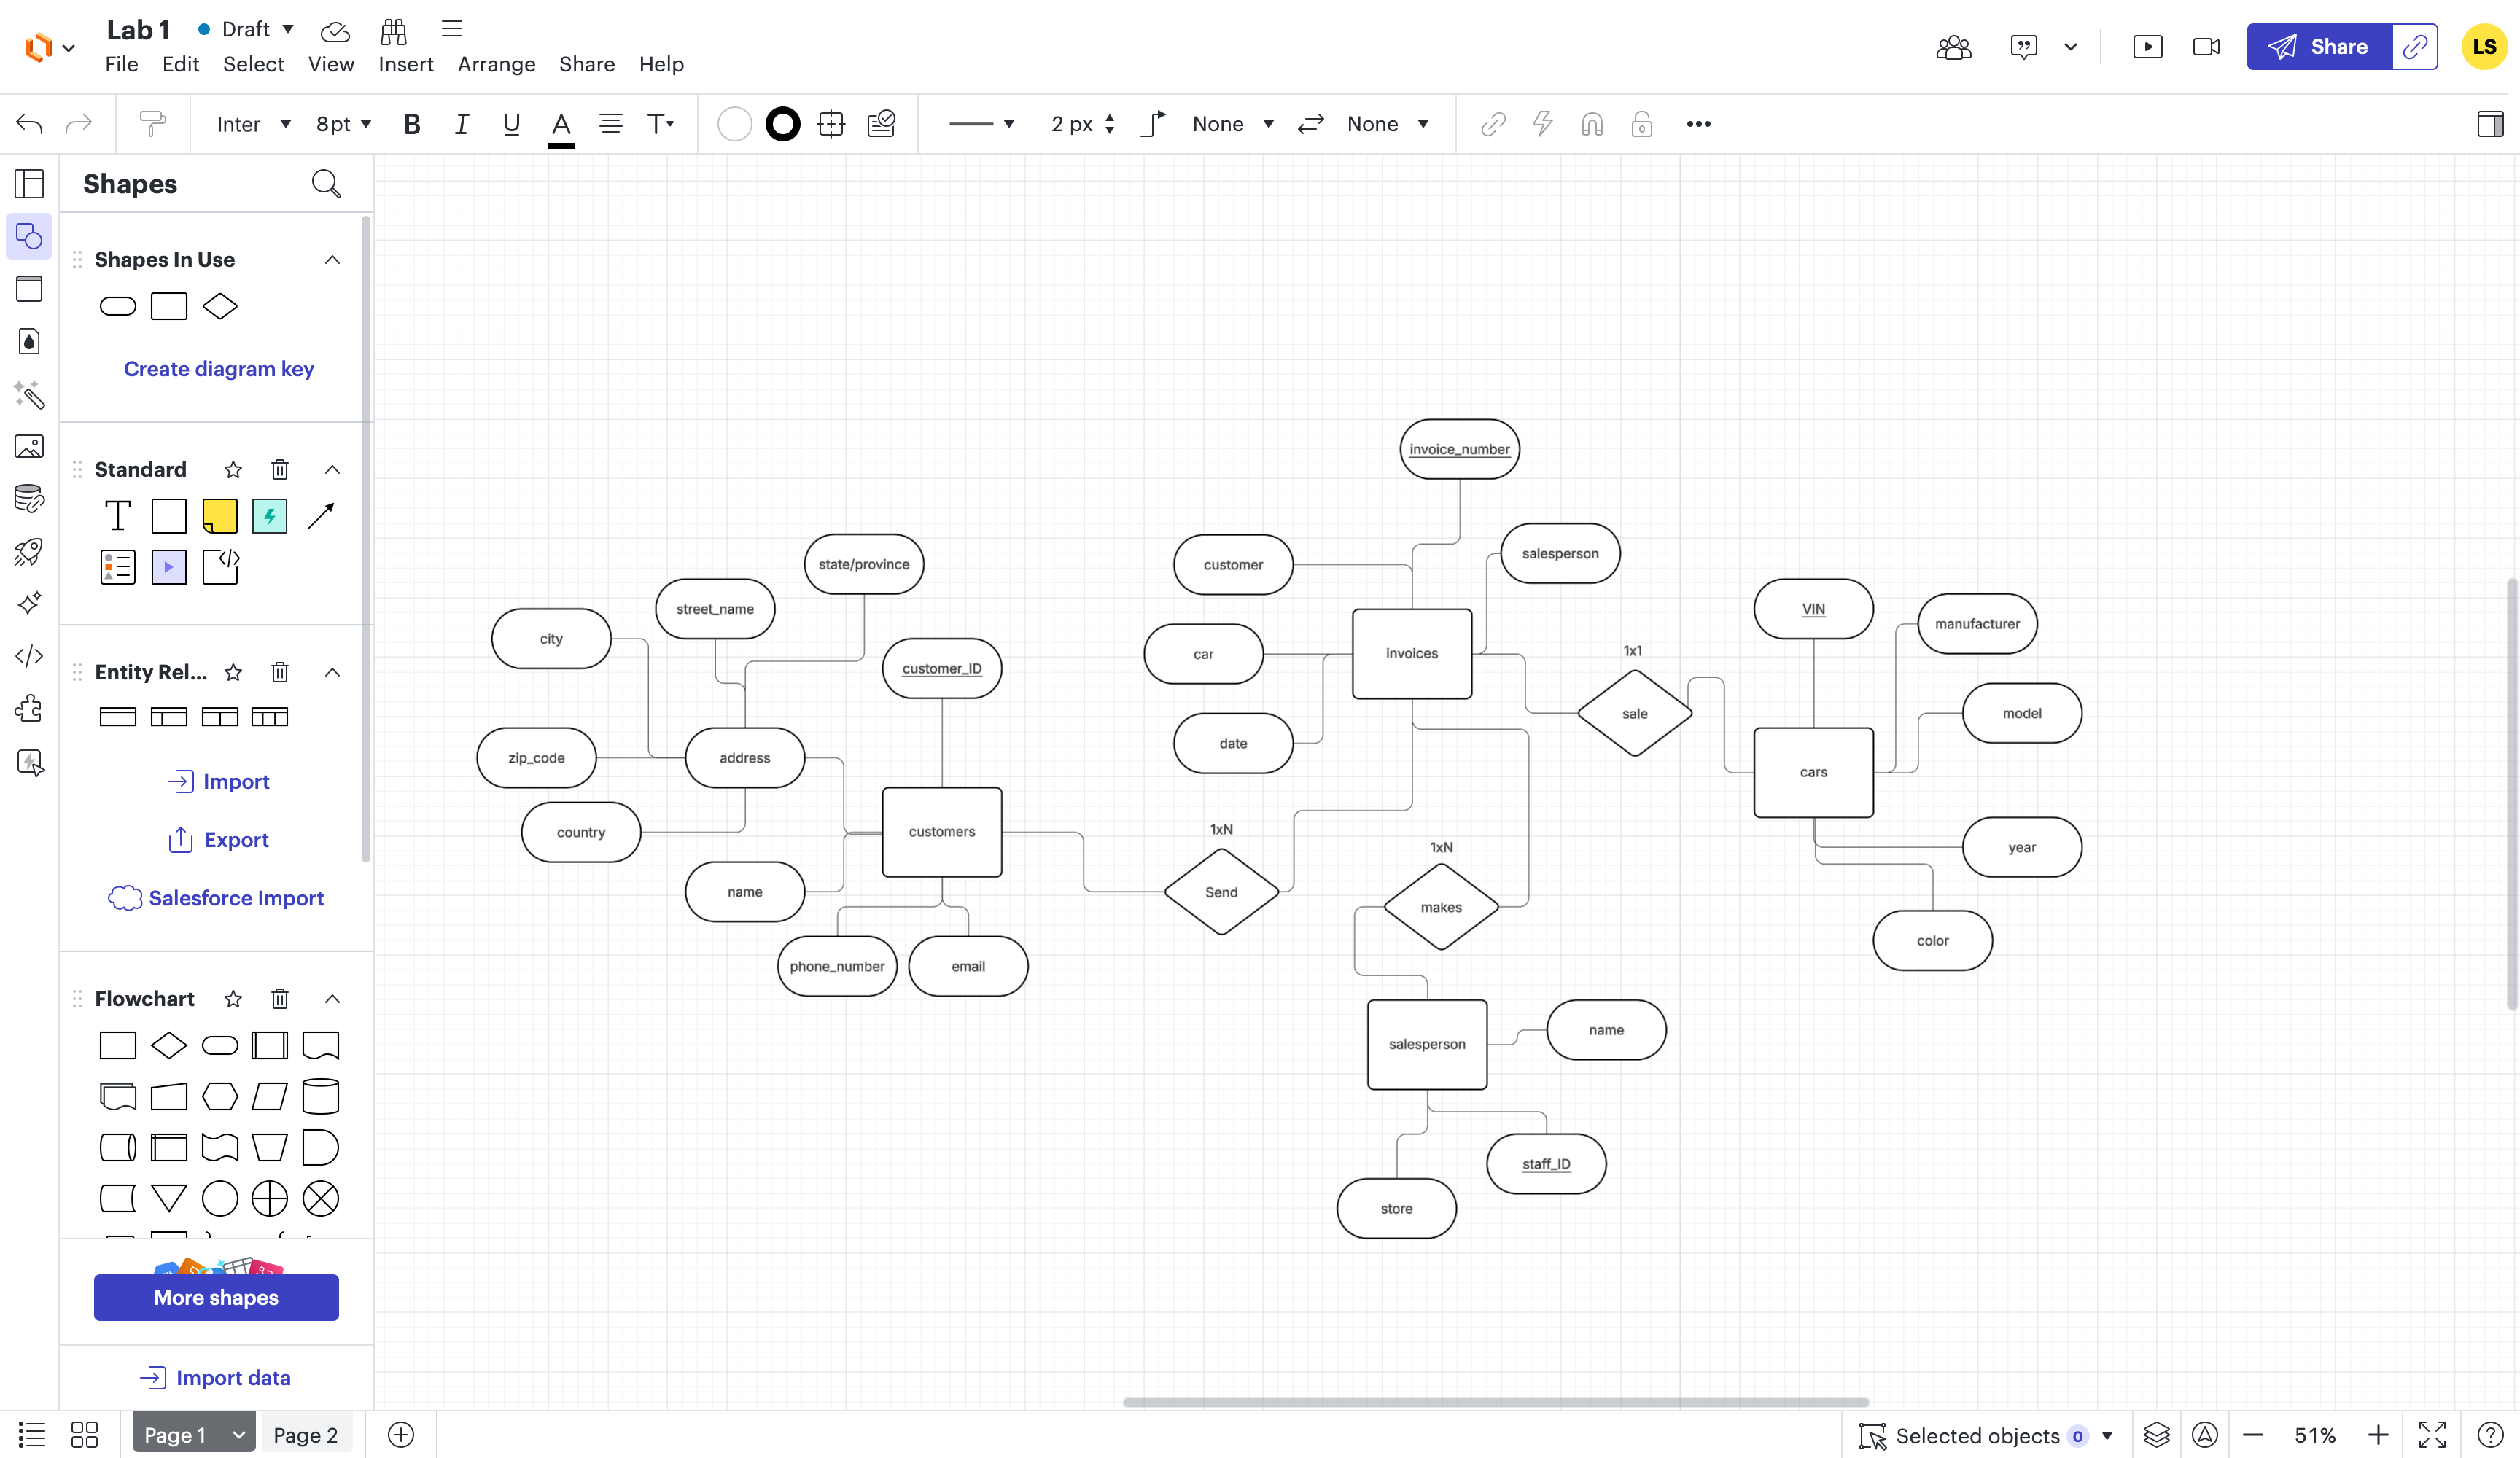 Lab 1
Draft
File Edit Select View Insert Arrange Share Help
Share
LS
Inter
8pt
B I U A T
2 px
None
None
Shapes
Shapes In Use
Create diagram key
Standard
T
Entity Rel...
Import
Export
Salesforce Import
Flowchart
More shapes
Import data
invoice_number
customer
salesperson
state/province
street_name
city
customer_ID
car
invoices
VIN
manufacturer
1x1
sale
model
date
zip_code
address
cars
country
customers
1xN
1xN
year
name
Send
makes
color
phone_number
email
salesperson
name
staff_ID
store
Page 1
Page 2
Selected objects 0
51%